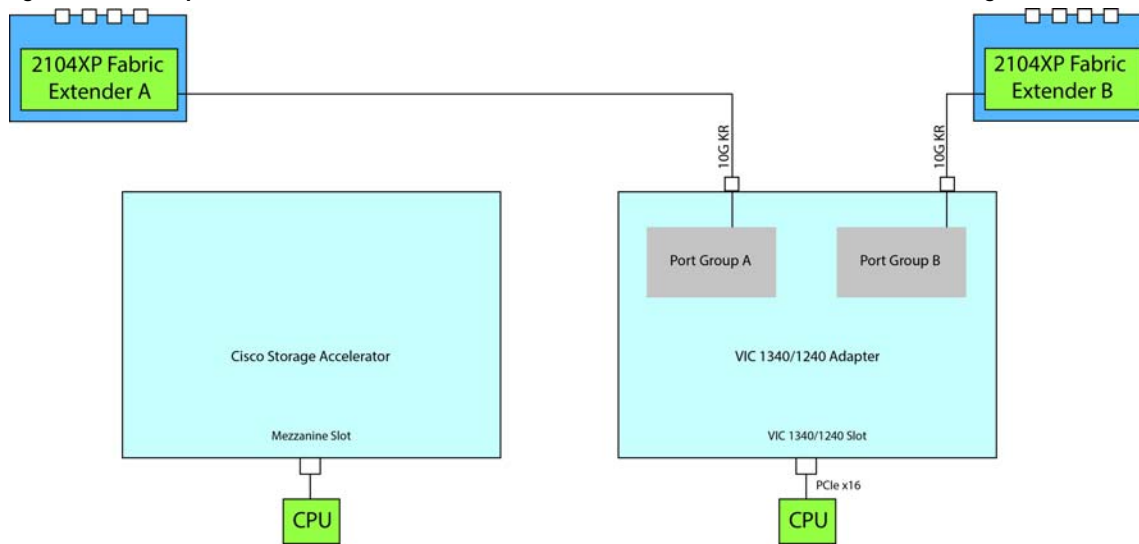 2104XP Fabric
Extender A
2104XP Fabric
Extender B
10G KR
10G KR
Port Group A
Port Group B
Cisco Storage Accelerator
VIC 1340/1240 Adapter
Mezzanine Slot
VIC 1340/1240 Slot
PCIe x16
CPU
CPU